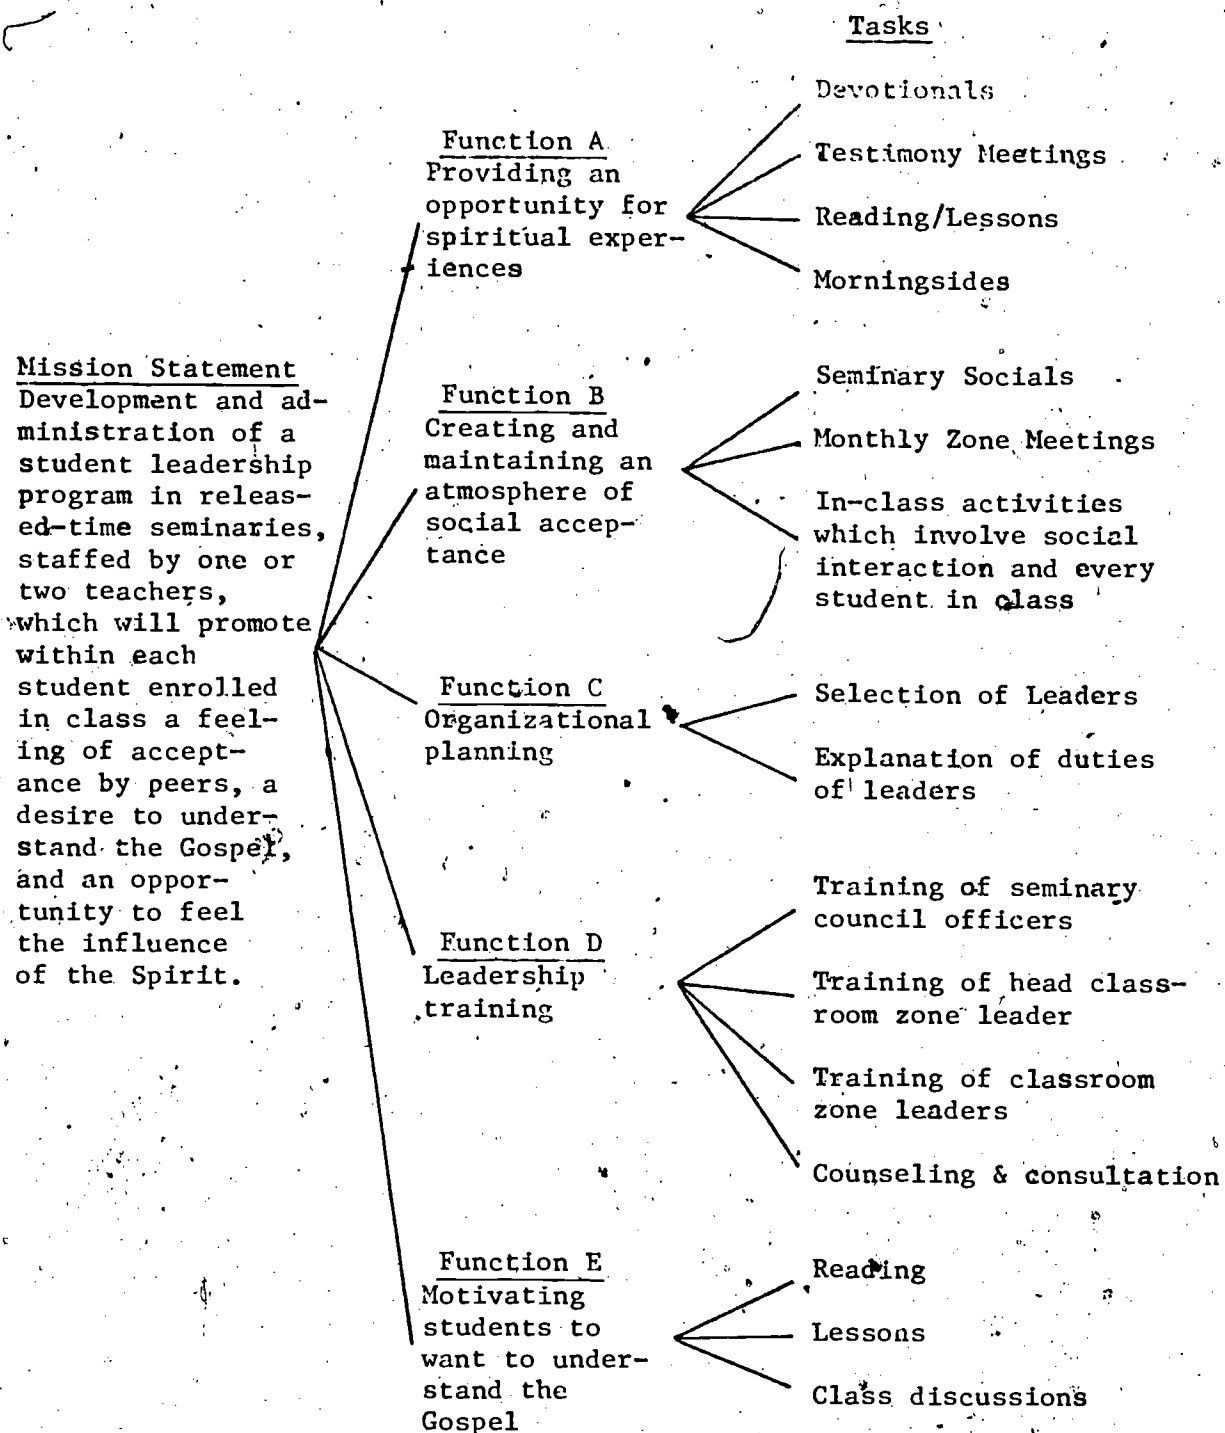 Tasks
Mission Statement
Development and ad-
ministration of a
student leadership
program in releas-
ed-time seminaries,
staffed by one or
two teachers,
which will promote
within each
student enrolled
in class a feel-
ing of accept-
ance by peers, a
desire to under-
stand the Gospel,
and an oppor-
tunity to feel
the influence
of the Spirit.
Function A
Providing an
opportunity for
spiritual exper-
iences
Devotionals
Testimony Meetings
Reading/Lessons
Morningsides
Function B
Creating and
maintaining an
atmosphere of
social accep-
tance
Seminary Socials
Monthly Zone Meetings
In-class activities
which involve social
interaction and every
student in class
Function C
Organizational
planning
Selection of Leaders
Explanation of duties
of leaders
Function D
Leadership
training
Training of seminary
council officers
Training of head class-
room zone leader
Training of classroom
zone leaders
Counseling & consultation
Function E
Motivating
students to
want to under-
stand the
Gospel
Reading
Lessons
Class discussions